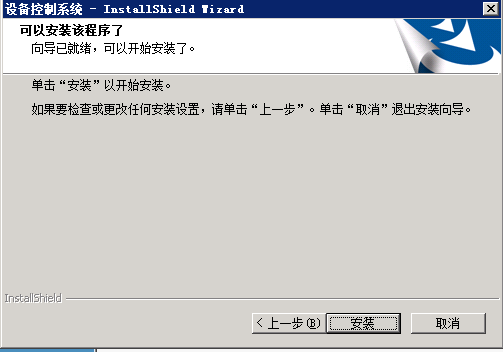 设备控制系统 - InstallShield Wizard
可以安装该程序了
向导已就绪，可以开始安装了。
单击“安装”以开始安装。
如果要检查或更改任何安装设置，请单击“上一步”。单击“取消”退出安装向导。
InstallShield
< 上一步(B)
安装
取消